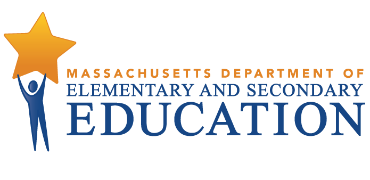 MASSACHUSETTS DEPARTMENT OF
ELEMENTARY AND SECONDARY
EDUCATION